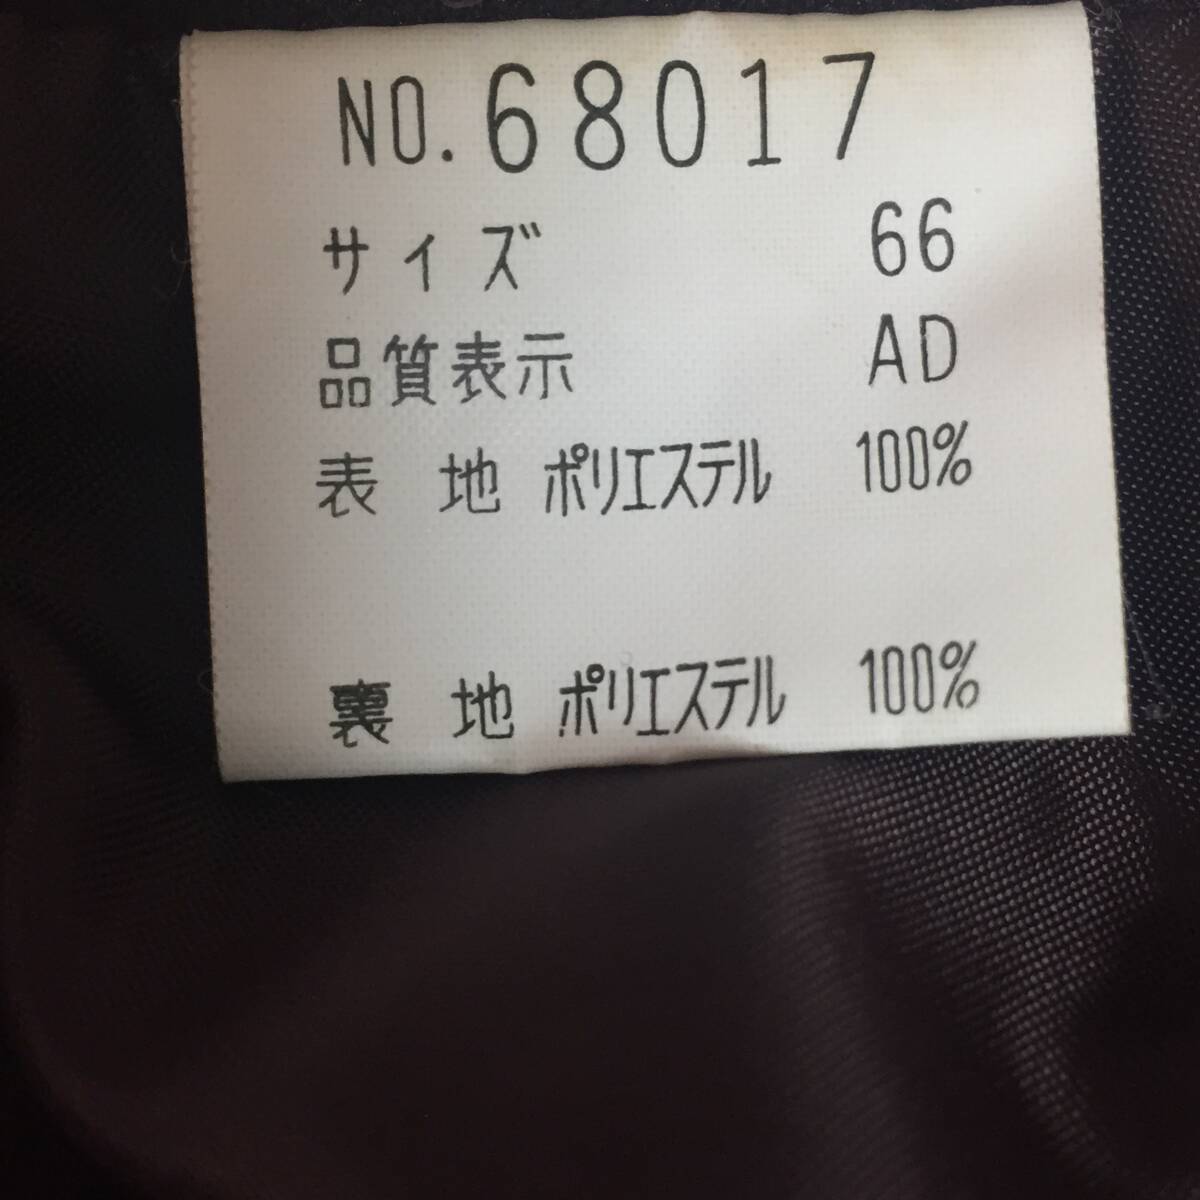 NO.68017
サイズ 66
品質表示 AD
表 地 ポリエステル 100%
裏 地 ポリエステル 100%